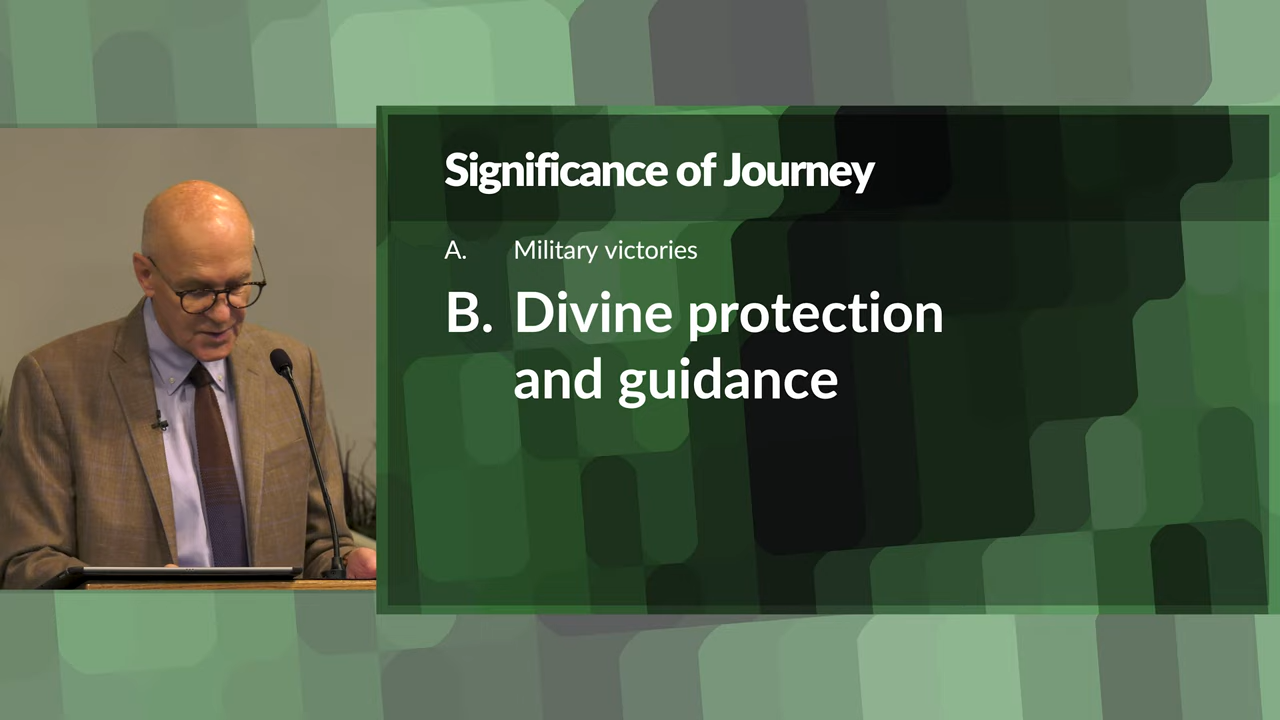 Significance of Journey
A. Military victories
B. Divine protection
and guidance